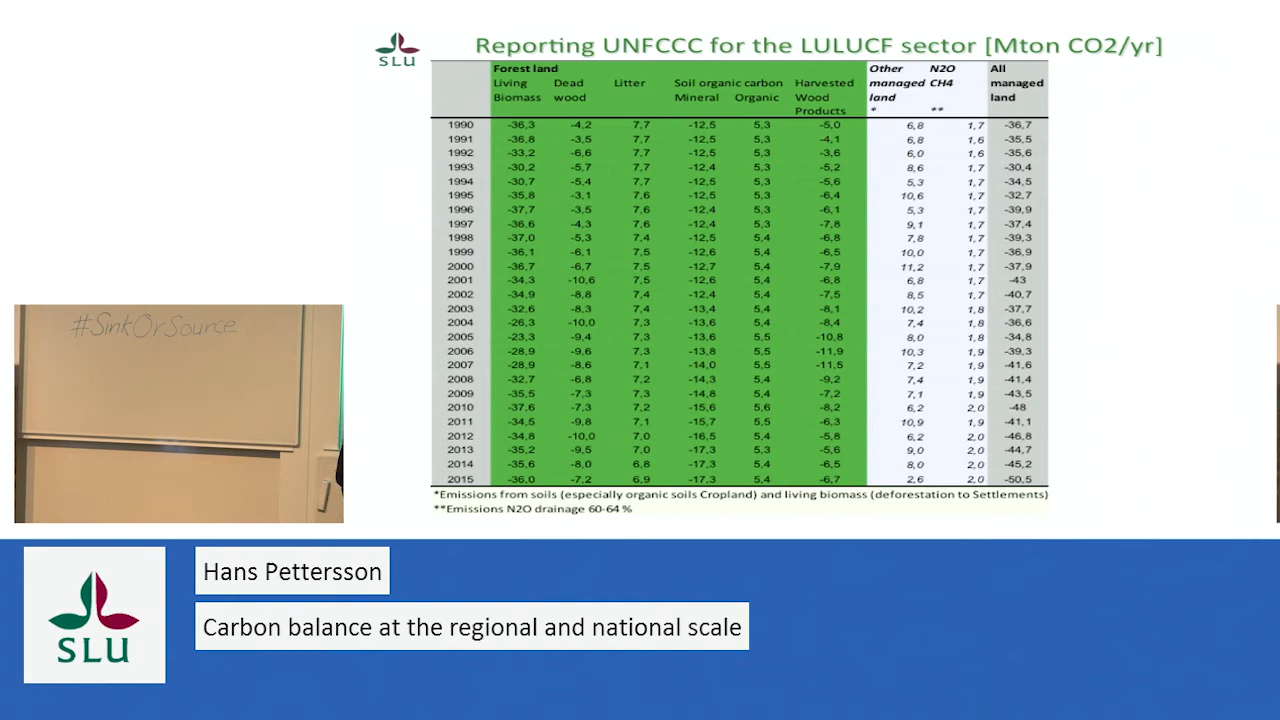 SLU
Reporting UNFCCC for the LULUCF sector [Mton CO2/yr]
Forest land Other N2O All
Living Dead Litter Soil organic carbon Harvested managed CH4 managed
Biomass wood Mineral Organic Wood land land
Products * **
1990 -36,3 -4,2 7,7 -12,5 5,3 -5,0 6,8 1,7 -36,7
1991 -36,8 -3,5 7,7 -12,5 5,3 -4,1 6,8 1,6 -35,5
1992 -33,2 -6,6 7,7 -12,5 5,3 -3,6 6,0 1,6 -35,6
1993 -30,2 -5,7 7,7 -12,4 5,3 -5,2 8,6 1,7 -30,4
1994 -30,7 -5,4 7,7 -12,5 5,3 -5,6 5,3 1,7 -34,5
1995 -35,8 -3,1 7,6 -12,5 5,3 -6,4 10,6 1,7 -32,7
1996 -37,7 -3,5 7,6 -12,4 5,3 -6,1 5,3 1,7 -39,9
1997 -36,6 -4,3 7,6 -12,4 5,3 -7,8 9,1 1,7 -37,4
1998 -37,0 -5,3 7,4 -12,5 5,4 -6,8 7,8 1,7 -39,3
1999 -36,1 -6,1 7,5 -12,6 5,4 -6,5 10,0 1,7 -36,9
2000 -36,7 -6,7 7,5 -12,7 5,4 -7,9 11,2 1,7 -37,9
2001 -34,3 -10,6 7,5 -12,6 5,4 -6,8 6,8 1,7 -43
2002 -34,9 -8,8 7,4 -12,4 5,4 -7,5 8,5 1,7 -40,7
2003 -32,6 -8,3 7,4 -13,4 5,4 -8,1 10,2 1,8 -37,7
2004 -26,3 -10,0 7,3 -13,6 5,4 -8,4 7,4 1,8 -36,6
2005 -23,3 -9,4 7,3 -13,6 5,5 -10,8 8,0 1,8 -34,8
2006 -28,9 -9,6 7,3 -13,8 5,5 -11,9 10,3 1,9 -39,3
2007 -28,9 -8,6 7,1 -14,0 5,5 -11,5 7,2 1,9 -41,6
2008 -32,7 -6,8 7,2 -14,3 5,4 -9,2 7,4 1,9 -41,4
2009 -35,5 -7,3 7,3 -14,8 5,4 -7,2 7,1 1,9 -43,5
2010 -37,6 -7,3 7,2 -15,6 5,6 -8,2 6,2 2,0 -48
2011 -34,5 -9,8 7,1 -15,7 5,5 -6,3 10,9 1,9 -41,1
2012 -34,8 -10,0 7,0 -16,5 5,4 -5,8 6,2 2,0 -46,8
2013 -35,2 -9,5 7,0 -17,3 5,3 -5,6 9,0 2,0 -44,7
2014 -35,6 -8,0 6,8 -17,3 5,4 -6,5 8,0 2,0 -45,2
2015 -36,0 -7,2 6,9 -17,3 5,4 -6,7 2,6 2,0 -50,5
*Emissions from soils (especially organic soils Cropland) and living biomass (deforestation to Settlements)
**Emissions N2O drainage 60-64 %
#SinkOrSource
SLU
Hans Pettersson
Carbon balance at the regional and national scale